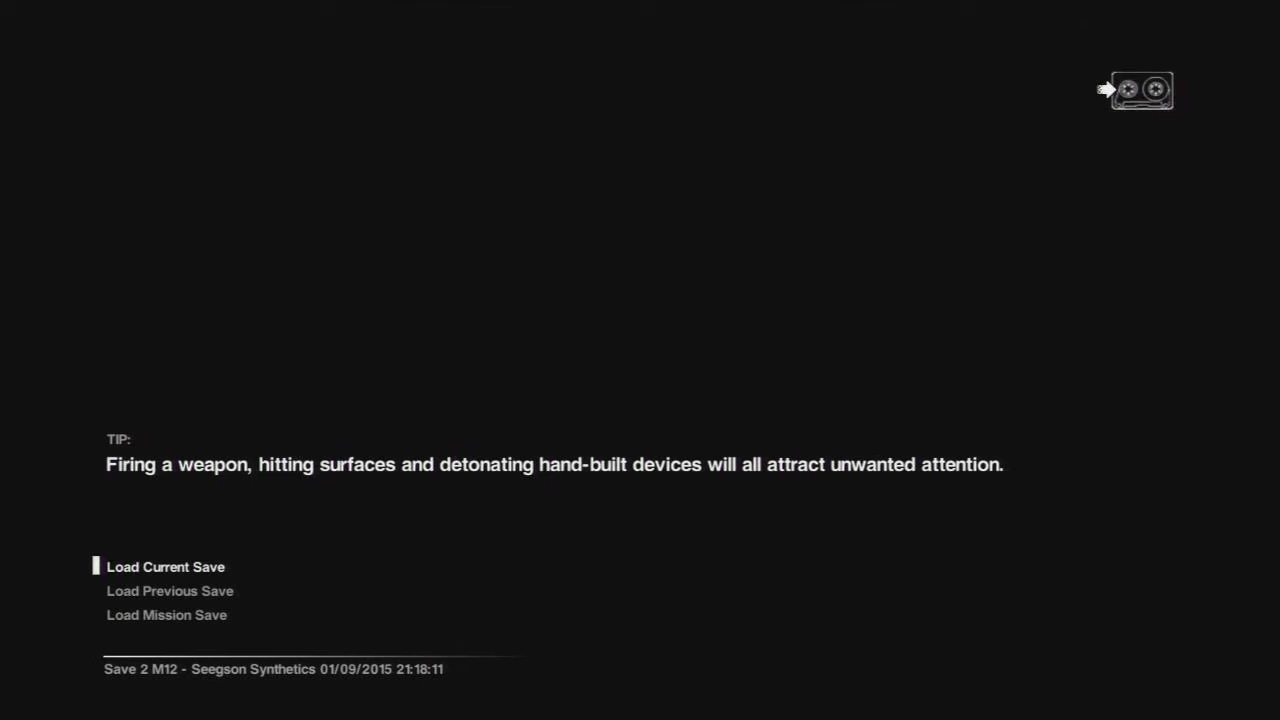 TIP:
Firing a weapon, hitting surfaces and detonating hand-built devices will all attract unwanted attention.
Load Current Save
Load Previous Save
Load Mission Save
Save 2 M12 - Seegson Synthetics 01/09/2015 21:18:11